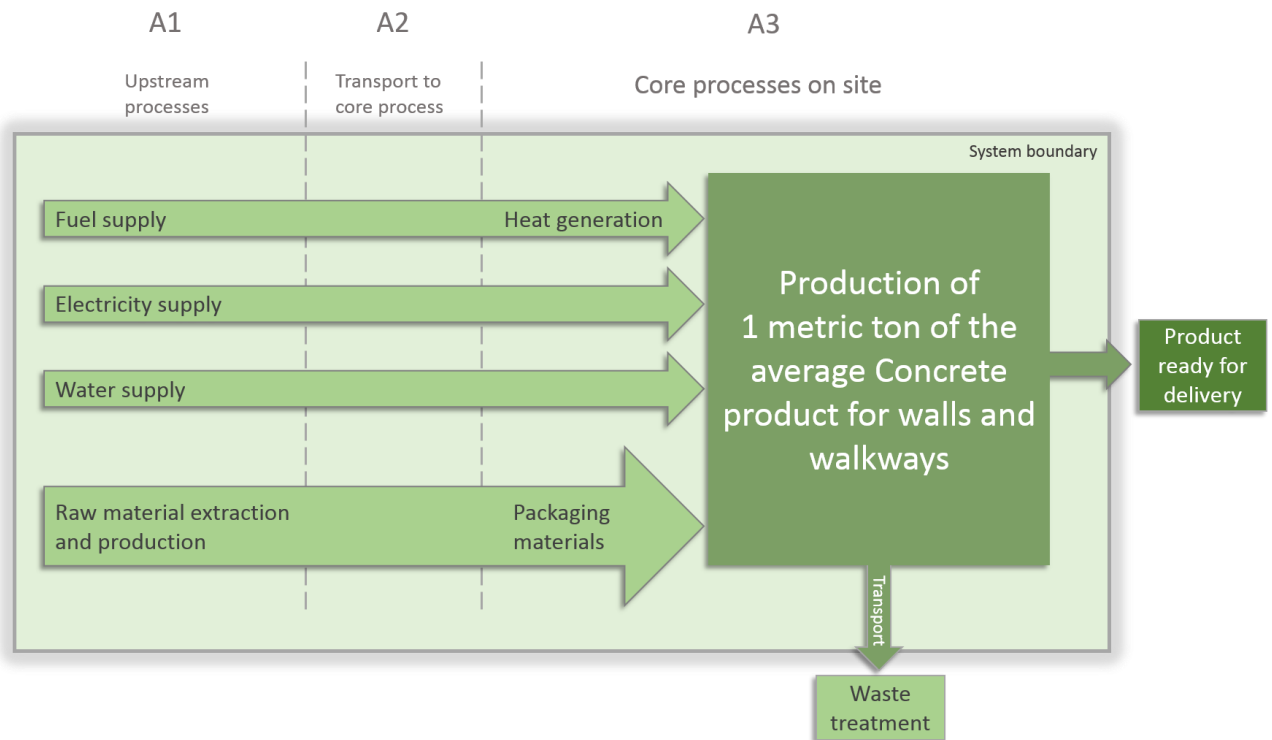 A1
A2
A3
Upstream
processes
Transport to
core process
Core processes on site
System boundary
Fuel supply
Heat generation
Electricity supply
Water supply
Raw material extraction
and production
Packaging
materials
Production of
1 metric ton of the
average Concrete
product for walls and
walkways
Product
ready for
delivery
Transport
Waste
treatment